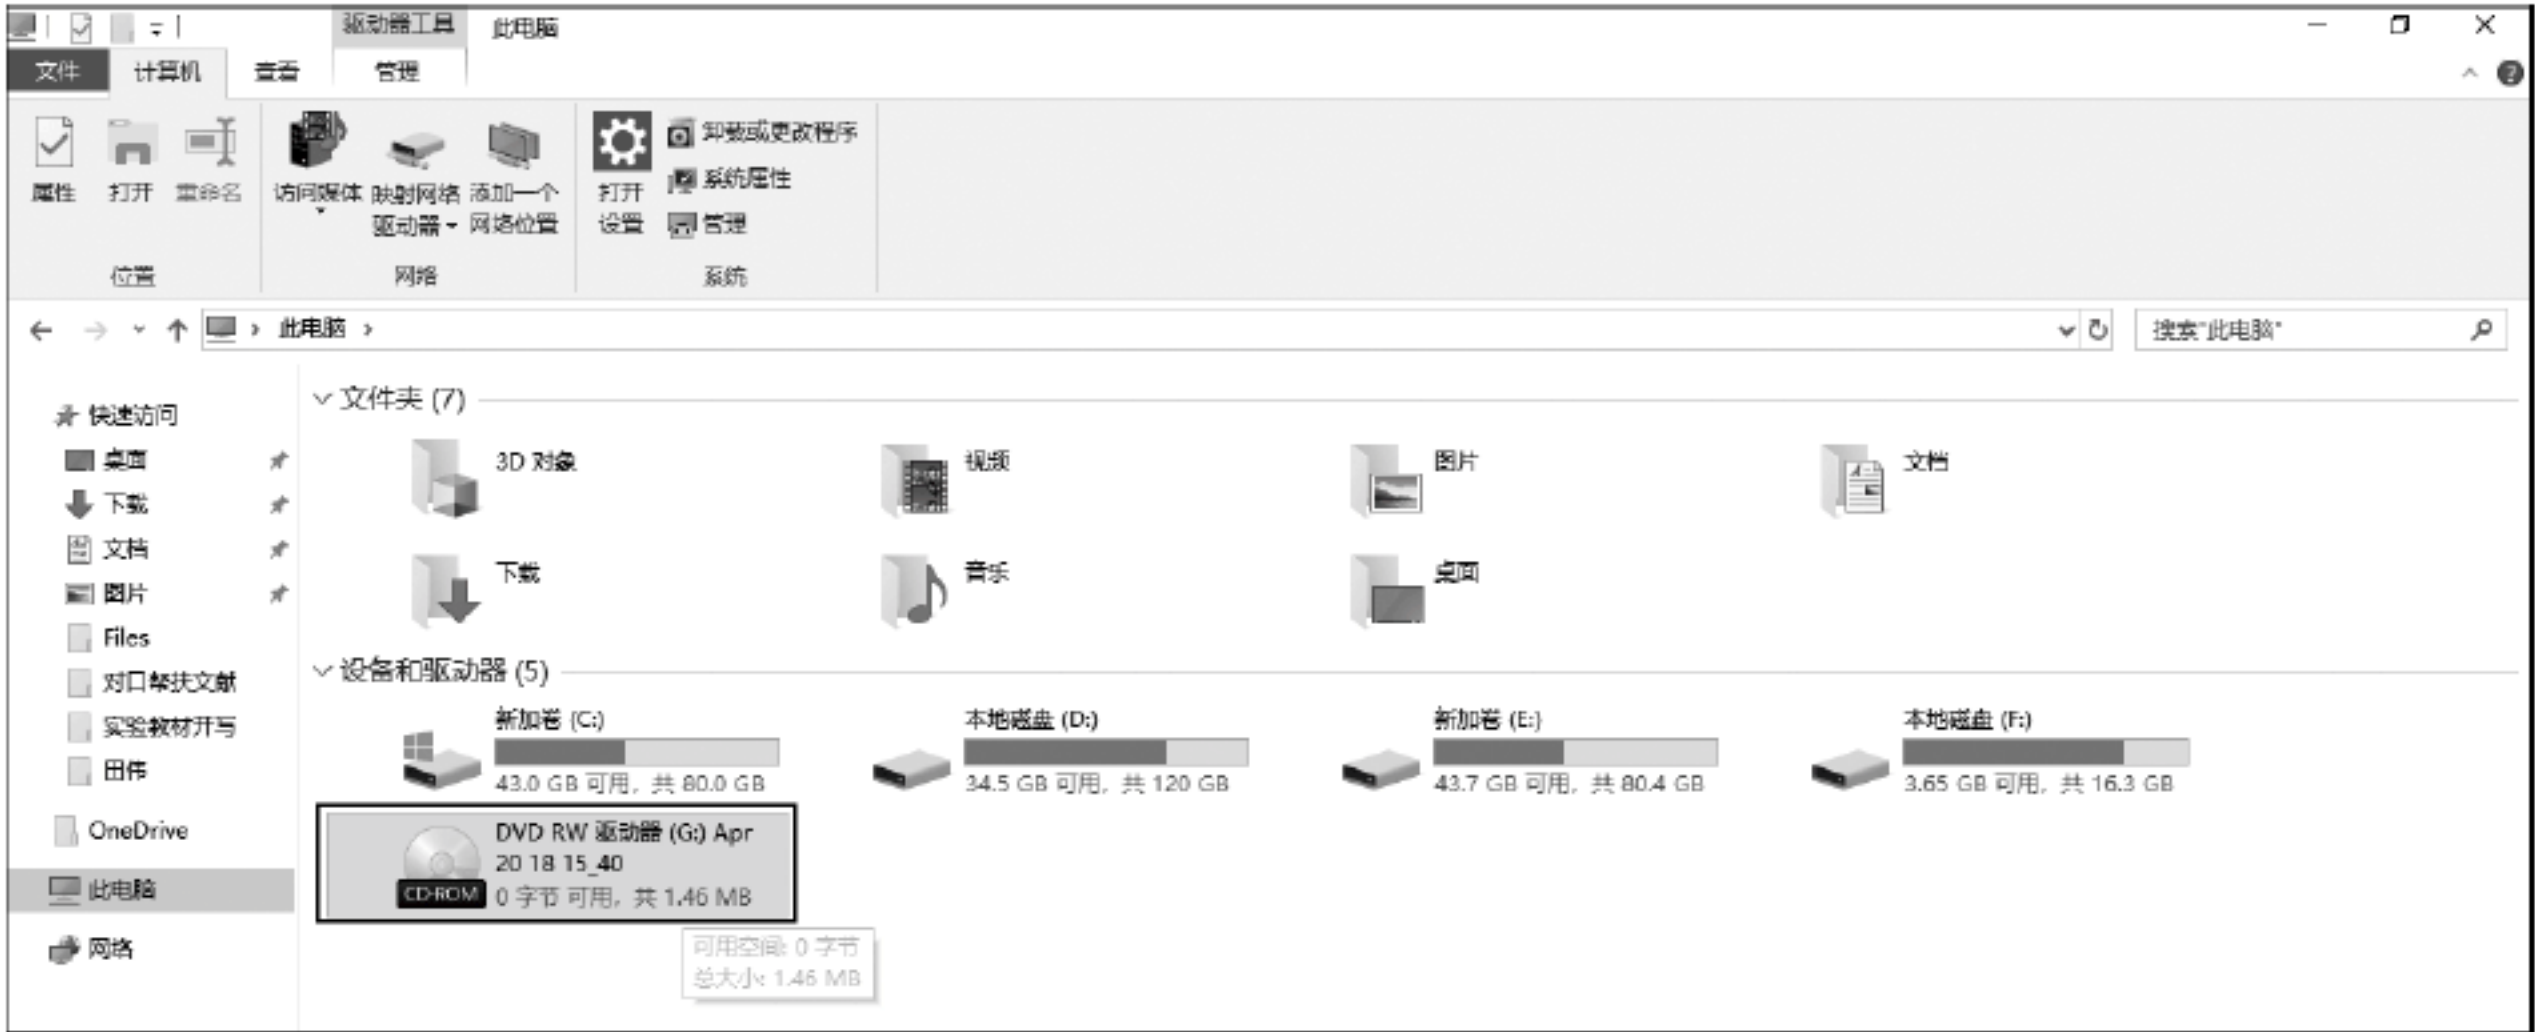 驱动器工具 此电脑
文件 计算机 查看 管理
属性 打开 重命名 访问媒体 映射网络驱动器 添加一个网络位置 打开设置 卸载或更改程序
系统属性
管理
位置 网络 系统
此电脑 搜索"此电脑"
快速访问
桌面
下载
文档
图片
Files
对口帮扶文献
实验教材开写
田伟
OneDrive
此电脑
网络
文件夹 (7)
3D 对象 视频 图片 文档
下载 音乐 桌面
设备和驱动器 (5)
新加卷 (C:) 本地磁盘 (D:) 新加卷 (E:) 本地磁盘 (F:)
43.0 GB 可用，共 80.0 GB 34.5 GB 可用，共 120 GB 43.7 GB 可用，共 80.4 GB 3.65 GB 可用，共 16.3 GB
DVD RW 驱动器 (G:) Apr
20 18 15_40
CD-ROM 0 字节 可用，共 1.46 MB
可用空间: 0 字节
总大小: 1.46 MB